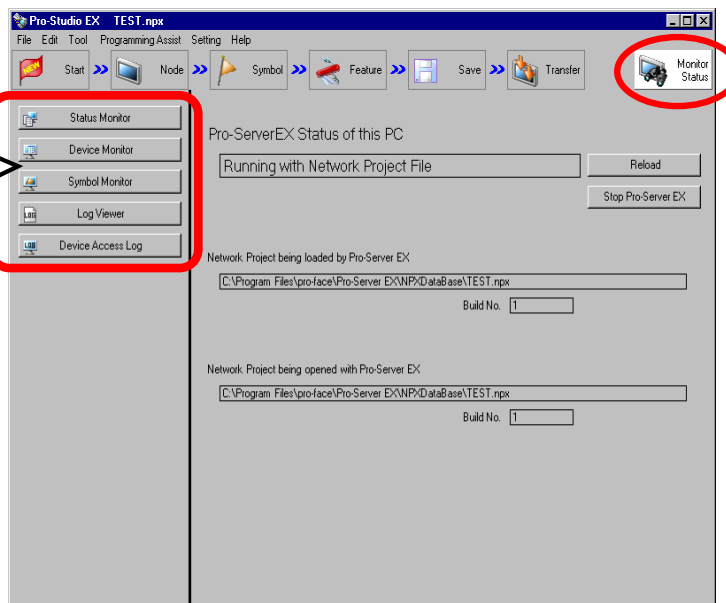 Pro-Studio EX TEST.npx
File Edit Tool Programming Assist Setting Help
NEW Start Node Symbol Feature Save Transfer Monitor Status
Status Monitor
Device Monitor
Symbol Monitor
LOG Log Viewer
Device Access Log
Pro-ServerEX Status of this PC
Running with Network Project File
Reload
Stop Pro-Server EX
Network Project being loaded by Pro-Server EX
C:\Program Files\pro-face\Pro-Server EX\NPXDataBase\TEST.npx
Build No. 1
Network Project being opened with Pro-Server EX
C:\Program Files\pro-face\Pro-Server EX\NPXDataBase\TEST.npx
Build No. 1